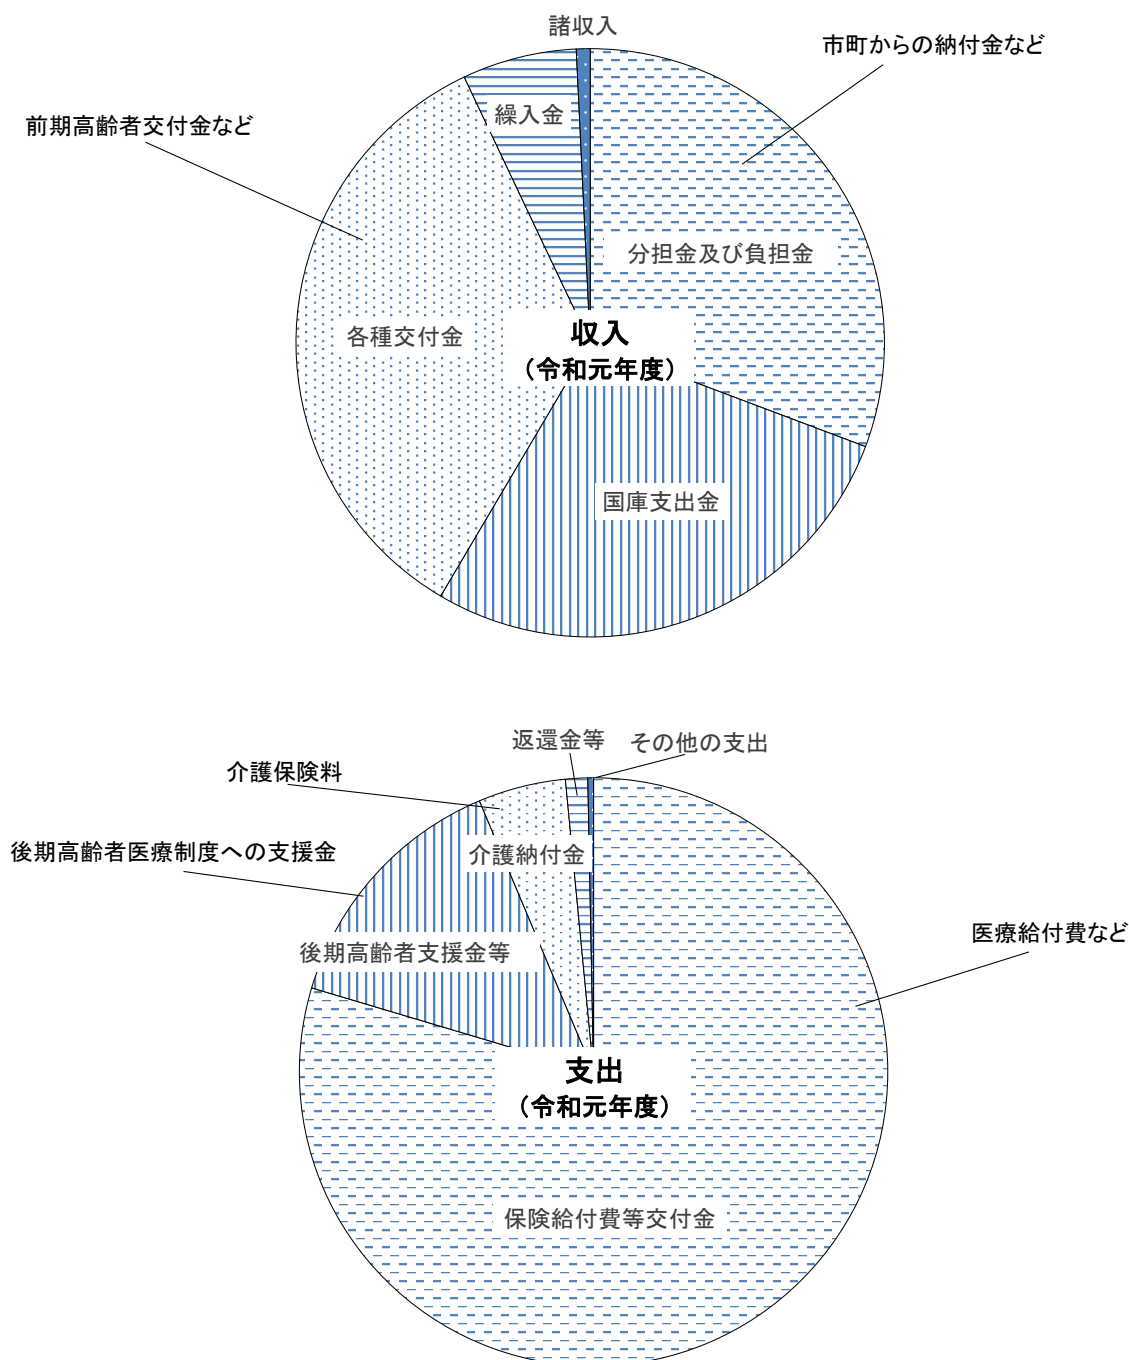 諸収入
市町からの納付金など
繰入金
前期高齢者交付金など
分担金及び負担金
各種交付金
収入
（令和元年度）
国庫支出金
返還金等
その他の支出
介護保険料
後期高齢者医療制度への支援金
介護納付金
医療給付費など
後期高齢者支援金等
支出
（令和元年度）
保険給付費等交付金